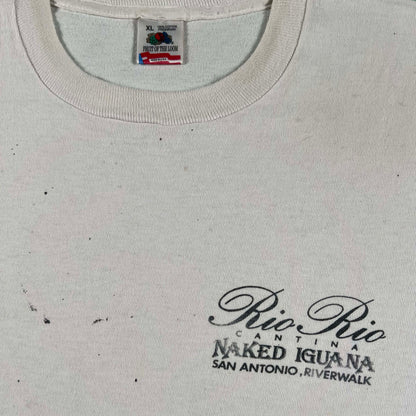 XL
FRUIT OF THE LOOM
Rio Rio
CANTINA
NAKED IGUANA
SAN ANTONIO, RIVERWALK